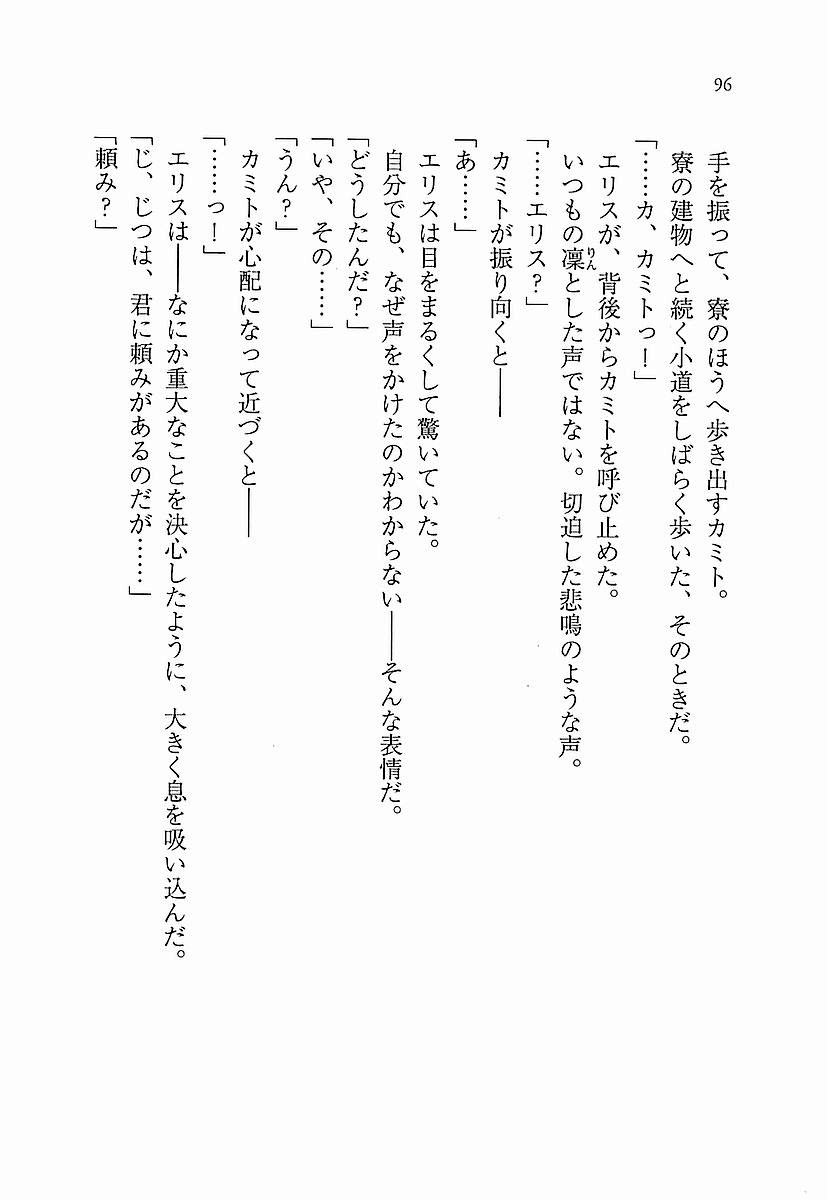 96
手を振って、寮のほうへ歩き出すカミト。
寮の建物へと続く小道をしばらく歩いた、そのときだ。
「……カ、カミトっ！」
エリスが、背後からカミトを呼び止めた。
いつもの凜とした声ではない。切迫した悲鳴のような声。
りん
「……エリス？」
カミトが振り向くと――
「あ……」
エリスは目をまるくして驚いていた。
自分でも、なぜ声をかけたのかわからない――そんな表情だ。
「どうしたんだ？」
「いや、その……」
「うん？」
カミトが心配になって近づくと――
「……っ！」
エリスは――なにか重大なことを決心したように、大きく息を吸い込んだ。
「じ、じつは、君に頼みがあるのだが……」
「頼み？」